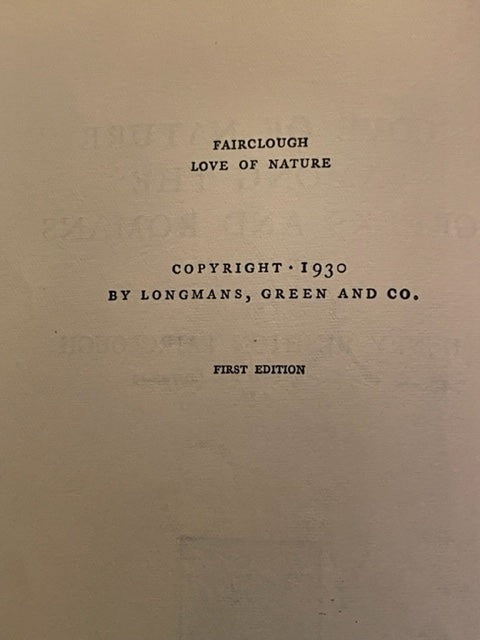 FAIRCLOUGH
LOVE OF NATURE
COPYRIGHT · 1930
BY LONGMANS, GREEN AND CO.
FIRST EDITION